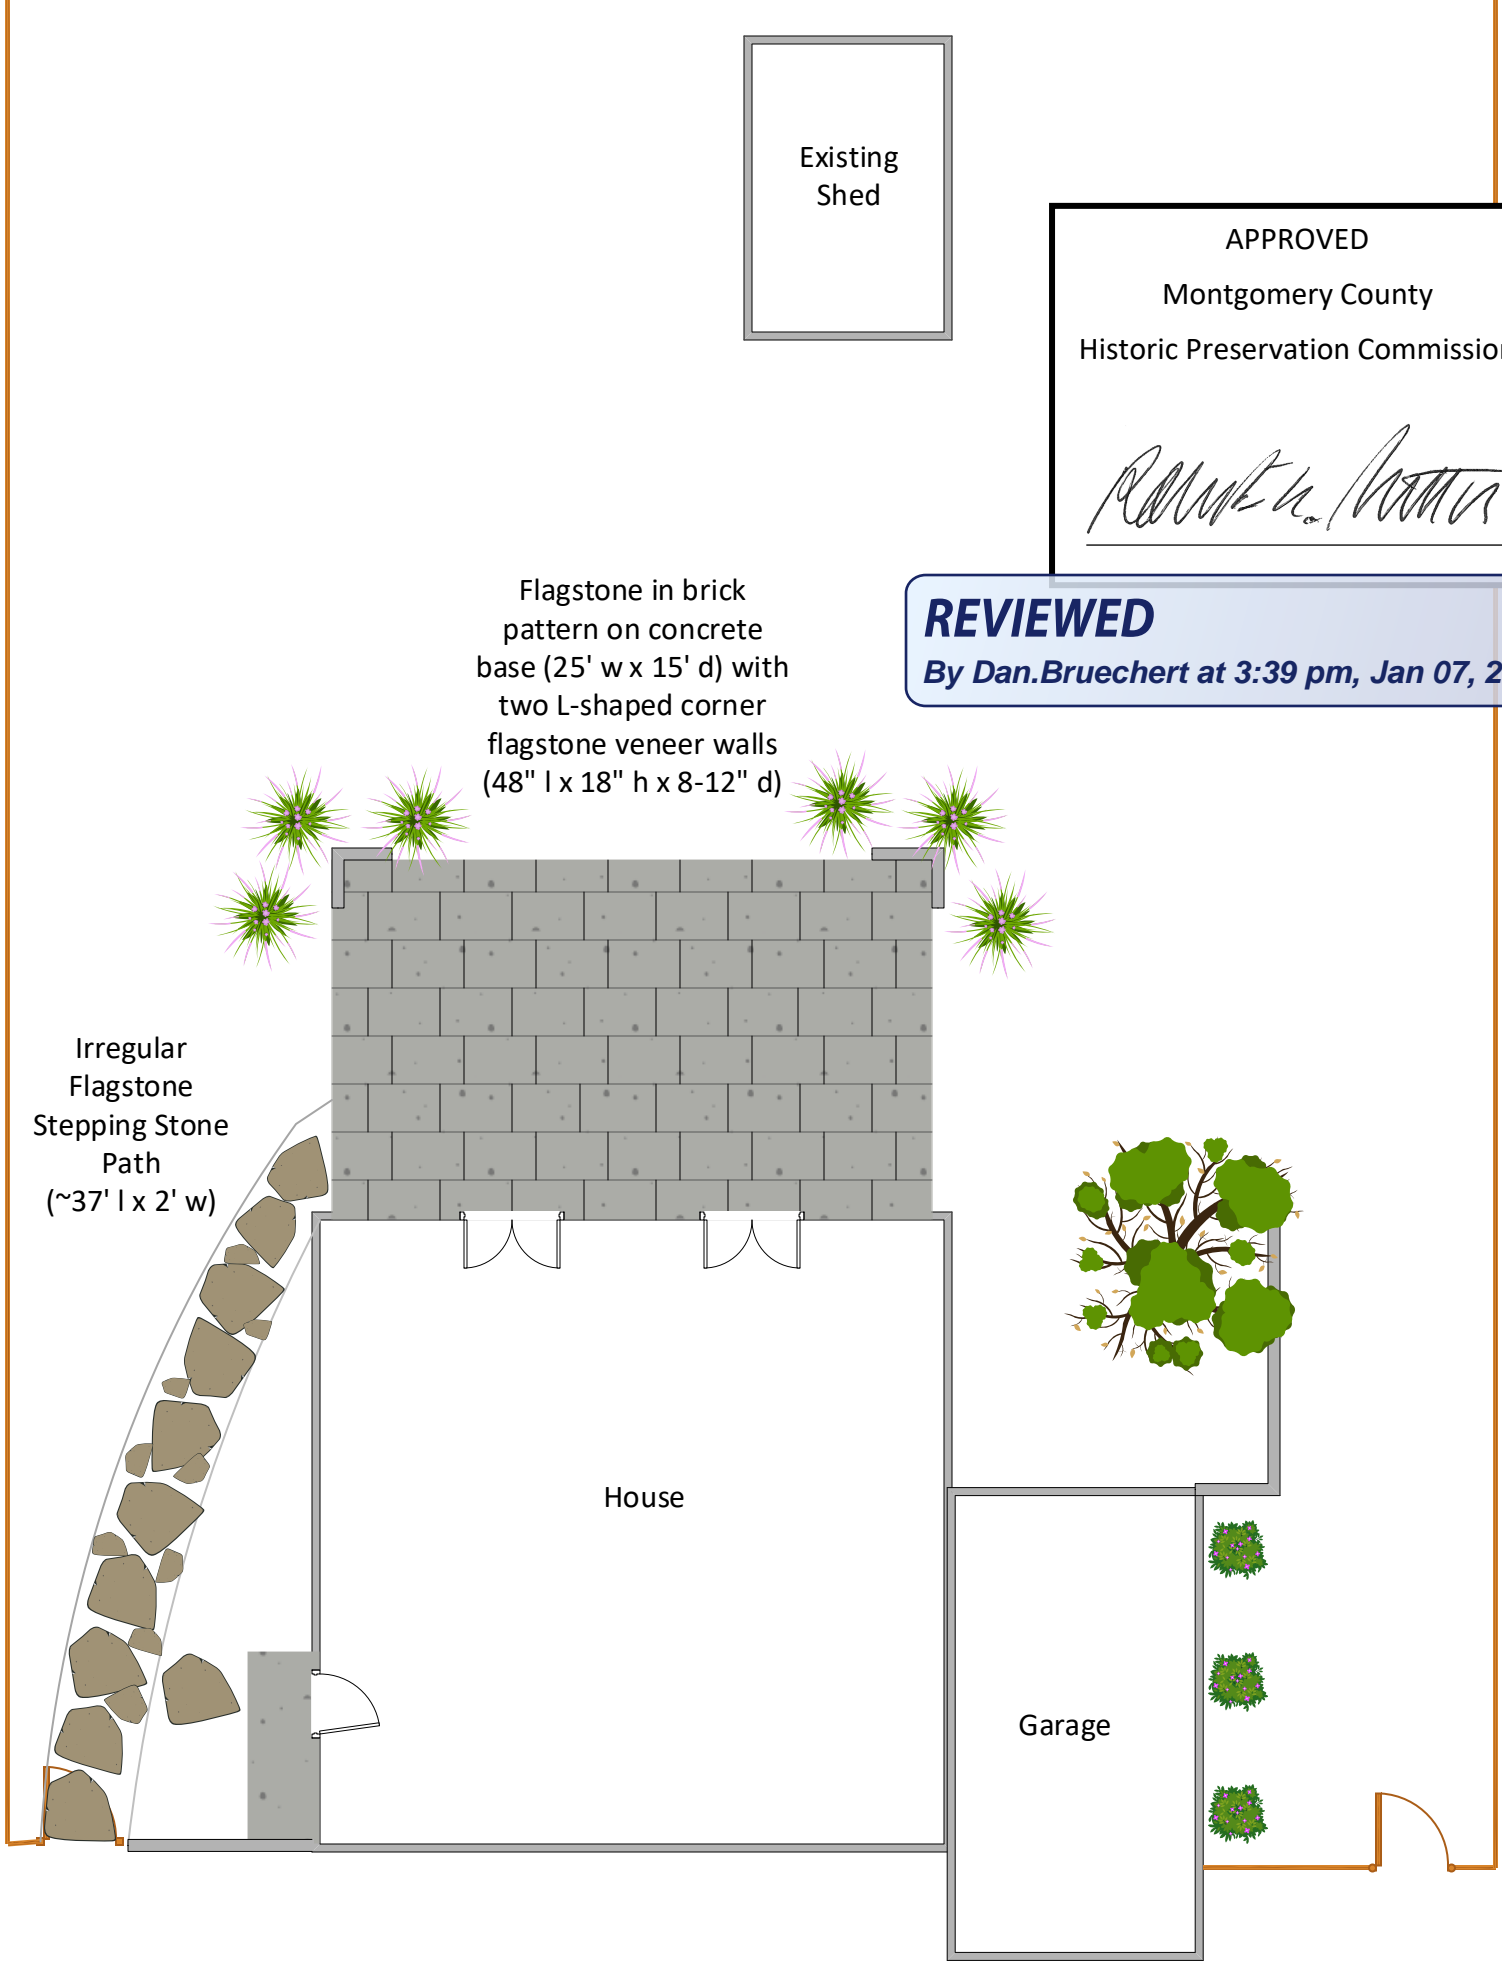 Existing
Shed
APPROVED
Montgomery County
Historic Preservation Commission
REVIEWED
By Dan.Bruechert at 3:39 pm, Jan 07, 2
Flagstone in brick
pattern on concrete
base (25' w x 15' d) with
two L-shaped corner
flagstone veneer walls
(48" l x 18" h x 8-12" d)
Irregular
Flagstone
Stepping Stone
Path
(~37' l x 2' w)
House
Garage